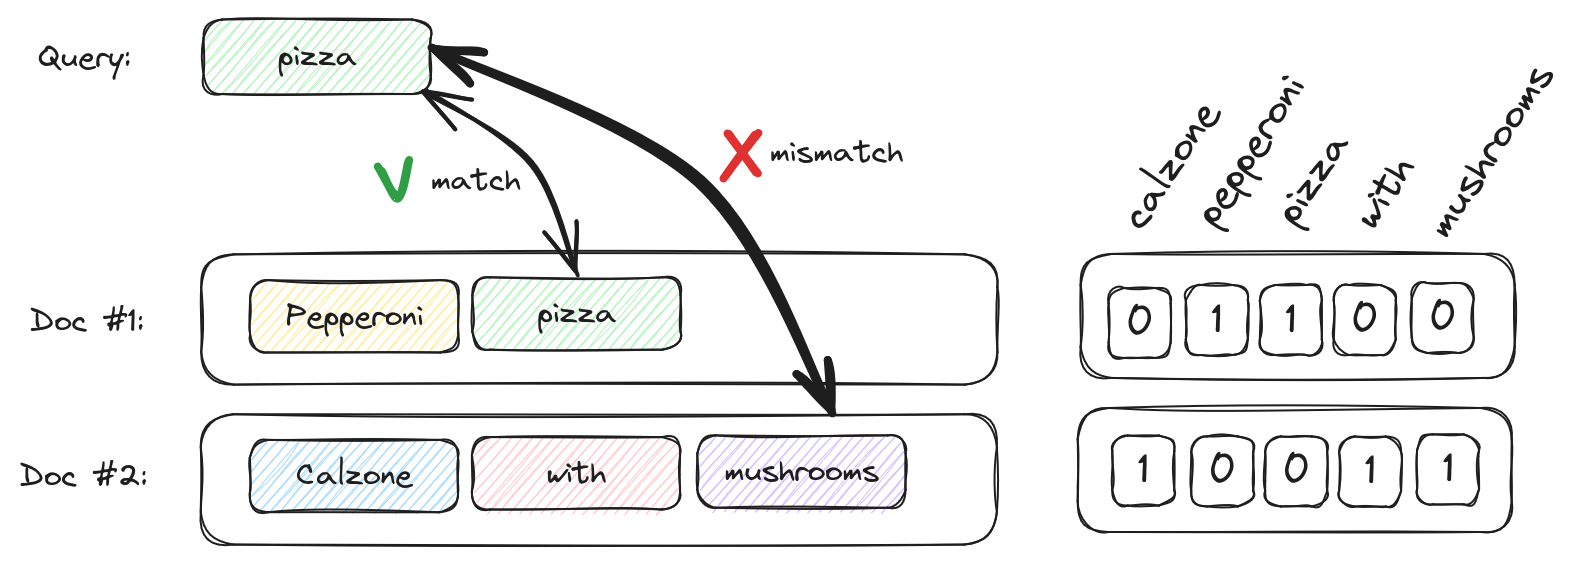 Query:
pizza
match
mismatch
calzone
pepperoni
pizza
with
mushrooms
Doc #1:
Pepperoni pizza
0 1 1 0 0
Doc #2:
Calzone with mushrooms
1 0 0 1 1